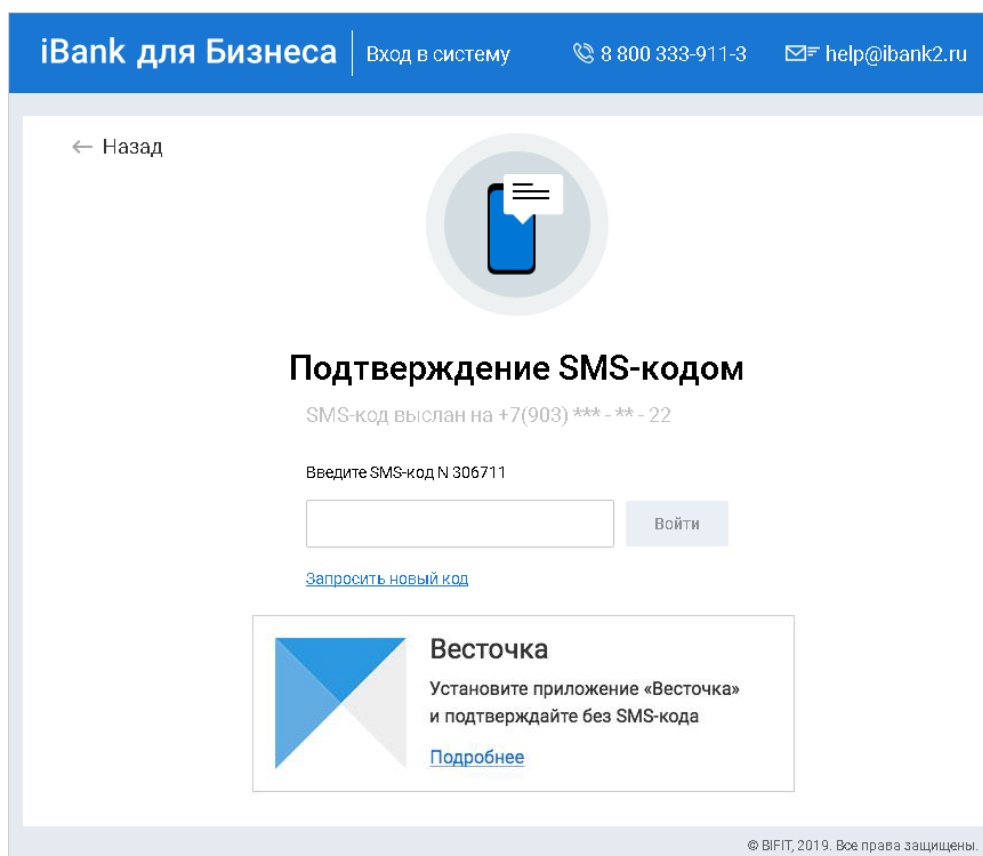 iBank для Бизнеса Вход в систему 8 800 333-911-3 help@ibank2.ru
← Назад
Подтверждение SMS-кодом
SMS-код выслан на +7(903) *** - ** - 22
Введите SMS-код N 306711
Войти
Запросить новый код
Весточка
Установите приложение «Весточка»
и подтверждайте без SMS-кода
Подробнее
© BIFIT, 2019. Все права защищены.